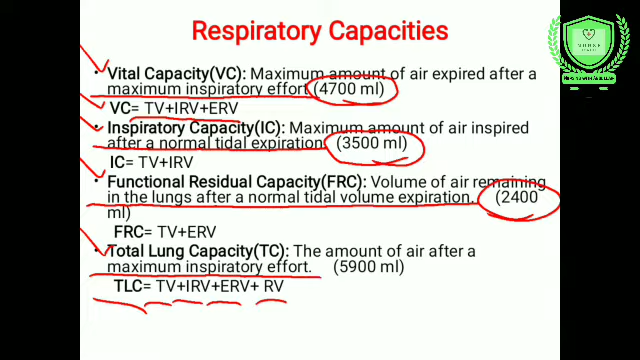 Respiratory Capacities
• Vital Capacity(VC): Maximum amount of air expired after a
maximum inspiratory effort (4700 ml)
VC= TV+IRV+ERV
• Inspiratory Capacity(IC): Maximum amount of air inspired
after a normal tidal expiration (3500 ml)
IC= TV+IRV
• Functional Residual Capacity(FRC): Volume of air remaining
in the lungs after a normal tidal volume expiration. (2400
ml)
FRC= TV+ERV
• Total Lung Capacity(TC): The amount of air after a
maximum inspiratory effort. (5900 ml)
TLC= TV+IRV+ERV+ RV